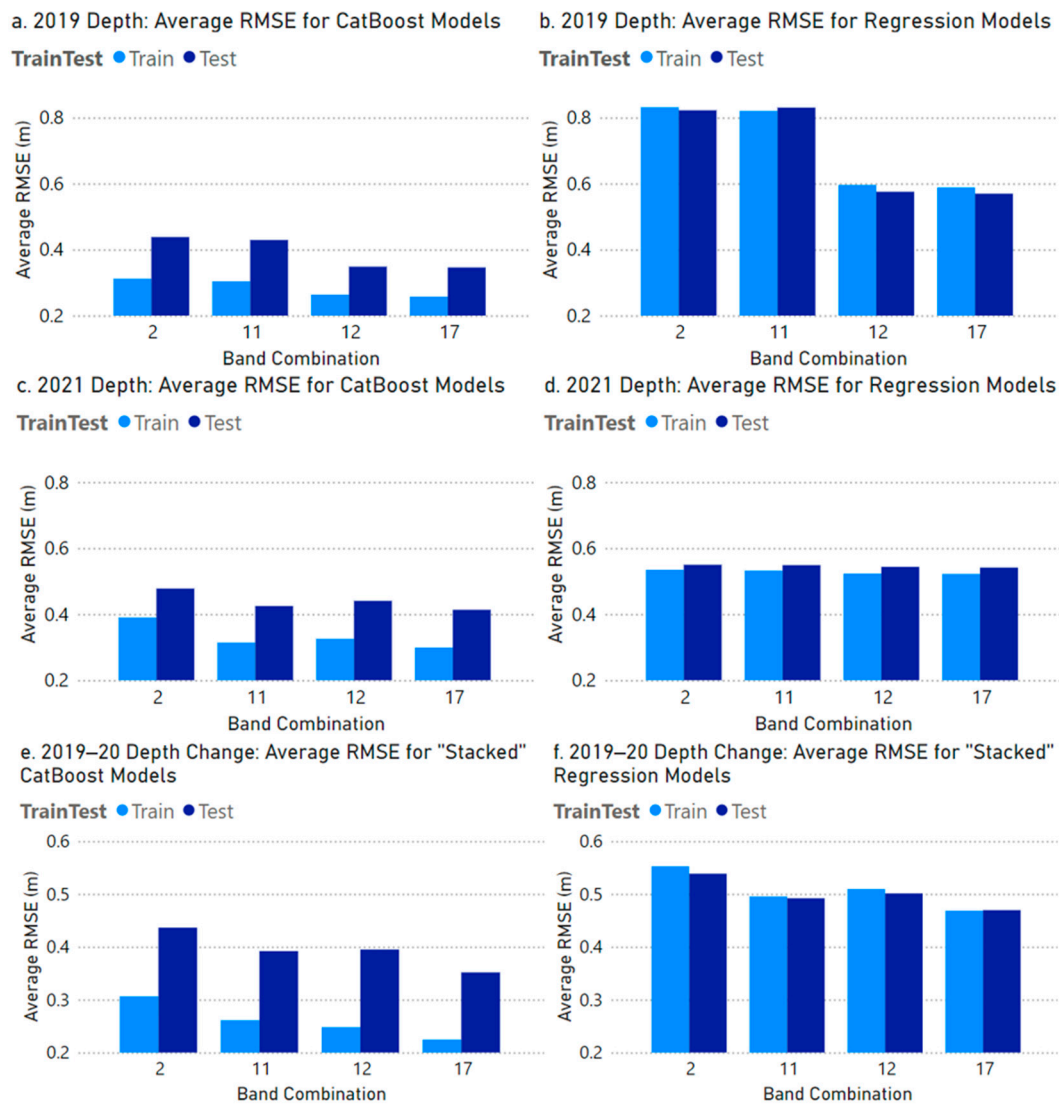 a. 2019 Depth: Average RMSE for CatBoost Models
TrainTest Train Test
Average RMSE (m)
0.8
0.6
0.4
0.2
2 11 12 17
Band Combination
b. 2019 Depth: Average RMSE for Regression Models
TrainTest Train Test
Average RMSE (m)
0.8
0.6
0.4
0.2
2 11 12 17
Band Combination
c. 2021 Depth: Average RMSE for CatBoost Models
TrainTest Train Test
Average RMSE (m)
0.8
0.6
0.4
0.2
2 11 12 17
Band Combination
d. 2021 Depth: Average RMSE for Regression Models
TrainTest Train Test
Average RMSE (m)
0.8
0.6
0.4
0.2
2 11 12 17
Band Combination
e. 2019–20 Depth Change: Average RMSE for "Stacked"
CatBoost Models
TrainTest Train Test
Average RMSE (m)
0.6
0.5
0.4
0.3
0.2
2 11 12 17
Band Combination
f. 2019–20 Depth Change: Average RMSE for "Stacked"
Regression Models
TrainTest Train Test
Average RMSE (m)
0.6
0.5
0.4
0.3
0.2
2 11 12 17
Band Combination